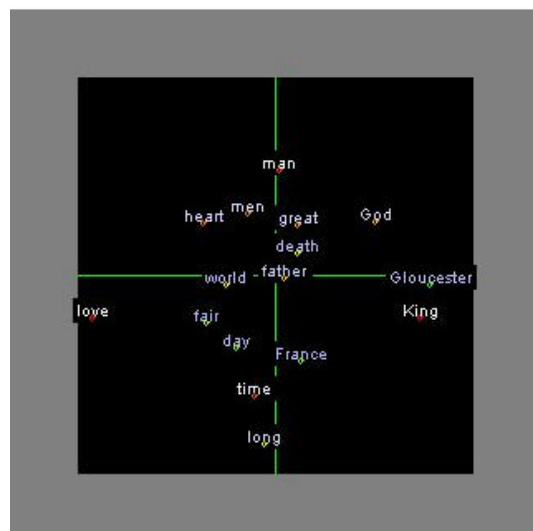 man
men
heart
great
God
death
father
world
Gloucester
love
fair
King
day
France
time
long